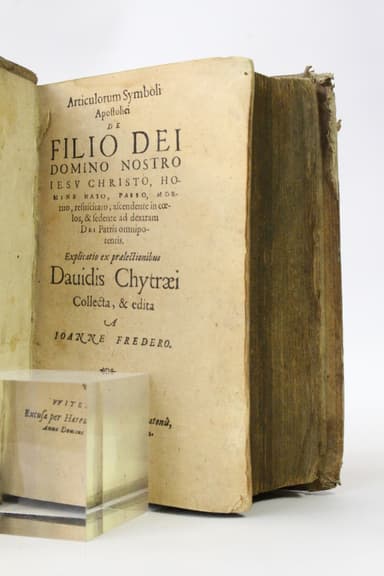 Articulorum Symboli
Apostolici
DE
FILIO DEI
DOMINO NOSTRO
IESV CHRISTO, HO-
MINE NATO, PASSO, MOR-
tuo, resuscitato, ascendente in cœ-
los, & sedente ad dextram
DEI Patris omnipo-
tentis.
Explicatio ex prælectionibus
Dauidis Chytræi
Collecta, & edita
A
IOANNE FREDERO.
Excusa per
Anno Domini